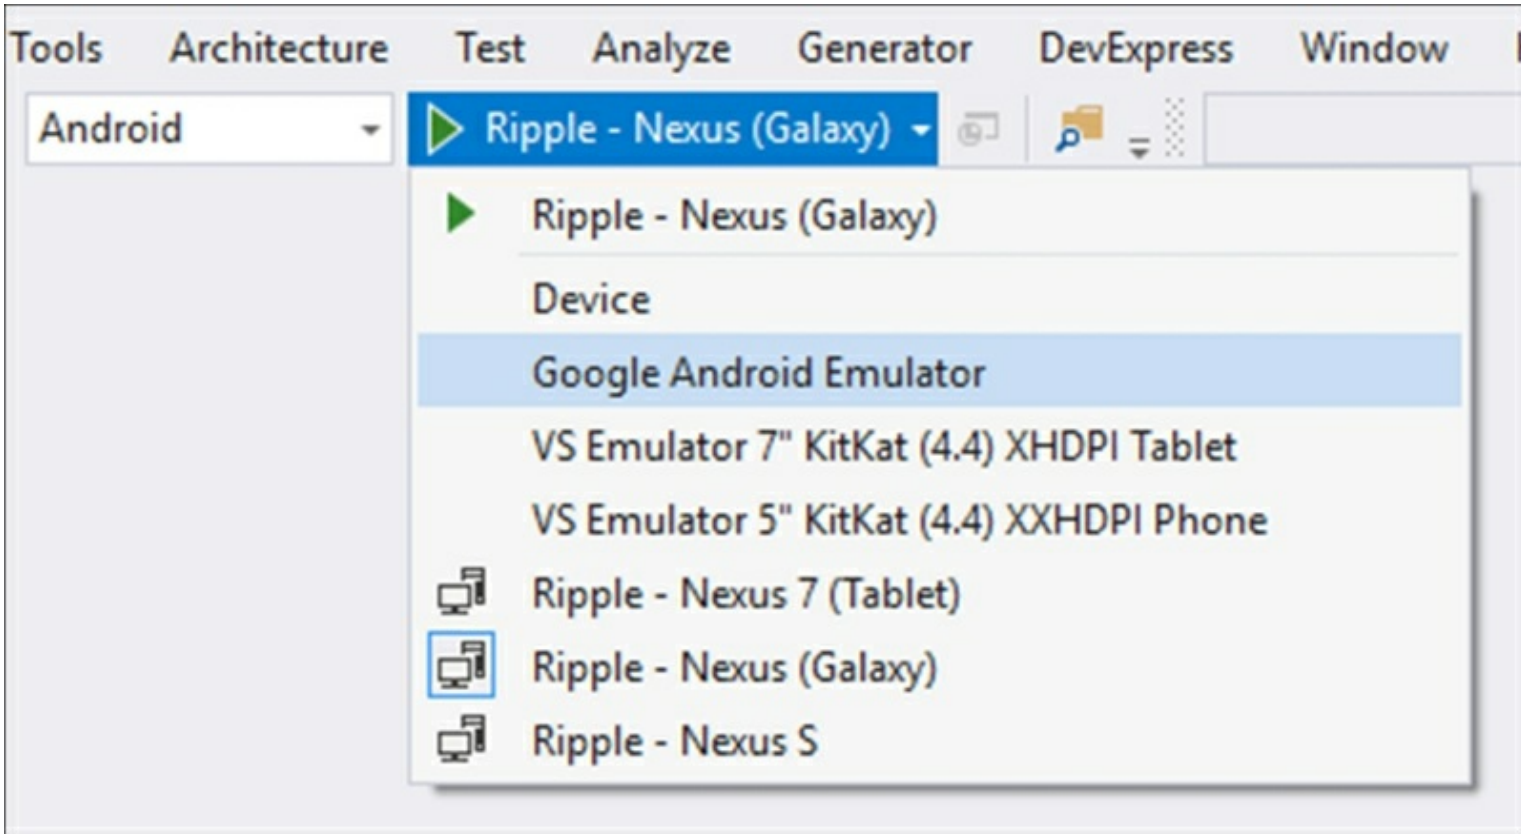 Tools Architecture Test Analyze Generator DevExpress Window
Android Ripple - Nexus (Galaxy)
Ripple - Nexus (Galaxy)
Device
Google Android Emulator
VS Emulator 7" KitKat (4.4) XHDPI Tablet
VS Emulator 5" KitKat (4.4) XXHDPI Phone
Ripple - Nexus 7 (Tablet)
Ripple - Nexus (Galaxy)
Ripple - Nexus S